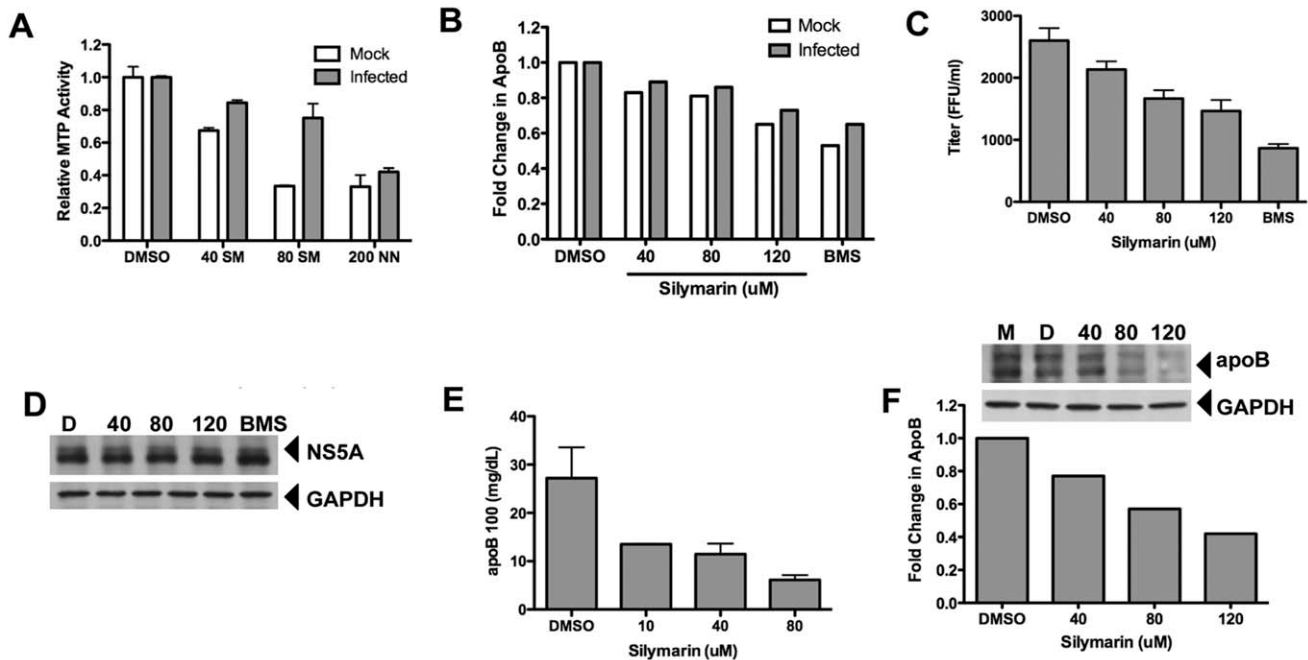 A
Relative MTP Activity
1.2
1.0
0.8
0.6
0.4
0.2
0.0
Mock
Infected
DMSO 40 SM 80 SM 200 NN
B
Fold Change in ApoB
1.2
1.0
0.8
0.6
0.4
0.2
0.0
Mock
Infected
DMSO 40 80 120 BMS
Silymarin (uM)
C
Titer (FFU/ml)
3000
2000
1000
0
DMSO 40 80 120 BMS
Silymarin (uM)
D
D 40 80 120 BMS
NS5A
GAPDH
E
apoB 100 (mg/dL)
40
30
20
10
0
DMSO 10 40 80
Silymarin (uM)
F
M D 40 80 120
apoB
GAPDH
Fold Change in ApoB
1.2
1.0
0.8
0.6
0.4
0.2
0.0
DMSO 40 80 120
Silymarin (uM)